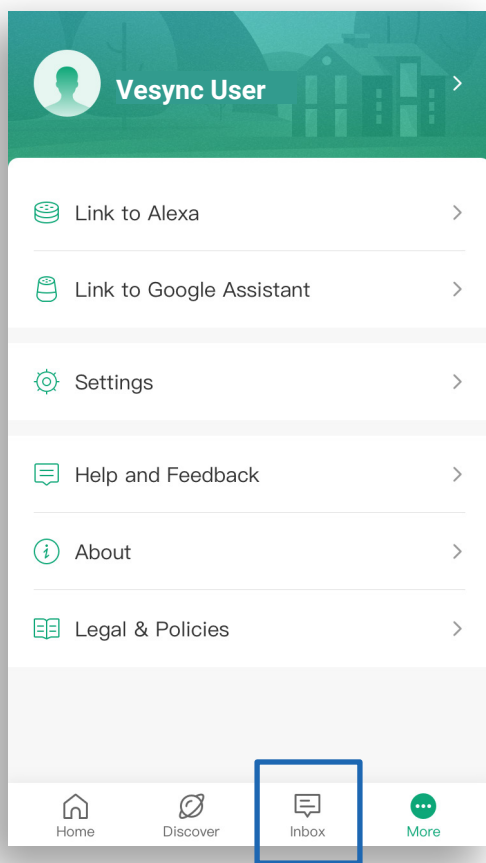 Vesync User
Link to Alexa
Link to Google Assistant
Settings
Help and Feedback
About
Legal & Policies
Home Discover Inbox More